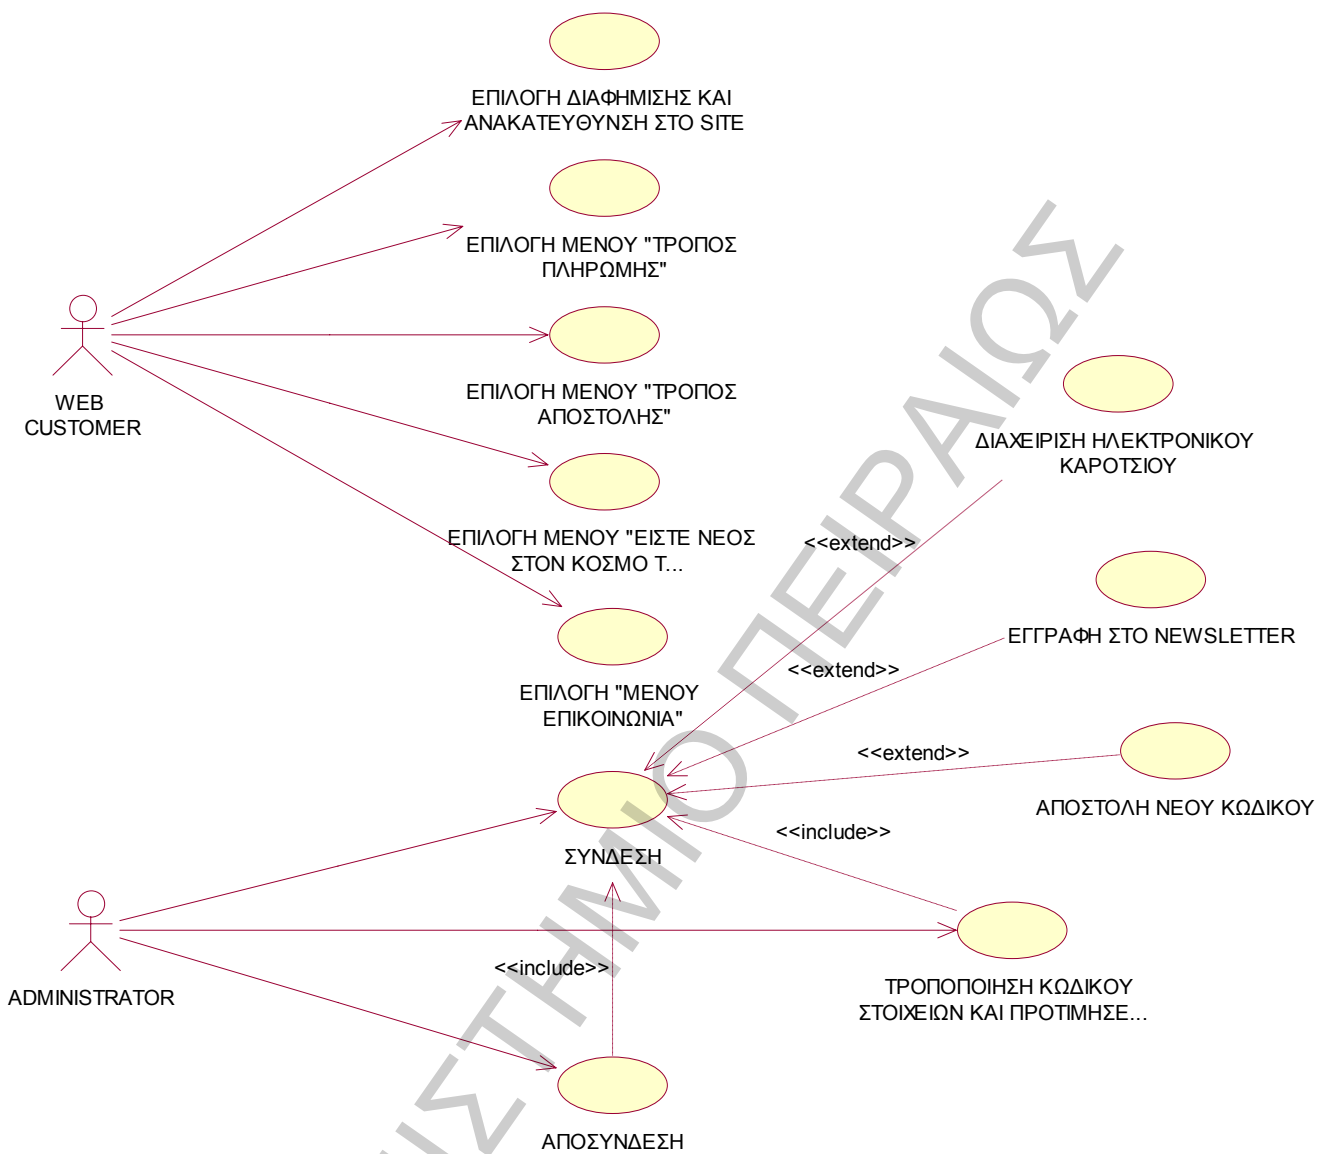 ΕΠΙΛΟΓΗ ΔΙΑΦΗΜΙΣΗΣ ΚΑΙ
ΑΝΑΚΑΤΕΥΘΥΝΣΗ ΣΤΟ SITE
ΕΠΙΛΟΓΗ ΜΕΝΟΥ "ΤΡΟΠΟΣ
ΠΛΗΡΩΜΗΣ"
WEB
CUSTOMER
ΕΠΙΛΟΓΗ ΜΕΝΟΥ "ΤΡΟΠΟΣ
ΑΠΟΣΤΟΛΗΣ"
ΔΙΑΧΕΙΡΙΣΗ ΗΛΕΚΤΡΟΝΙΚΟΥ
ΚΑΡΟΤΣΙΟΥ
ΕΠΙΛΟΓΗ ΜΕΝΟΥ "ΕΙΣΤΕ ΝΕΟΣ
ΣΤΟΝ ΚΟΣΜΟ Τ...
<<extend>>
ΕΓΓΡΑΦΗ ΣΤΟ NEWSLETTER
<<extend>>
ΕΠΙΛΟΓΗ "ΜΕΝΟΥ
ΕΠΙΚΟΙΝΩΝΙΑ"
<<extend>>
ΑΠΟΣΤΟΛΗ ΝΕΟΥ ΚΩΔΙΚΟΥ
<<include>>
ΣΥΝΔΕΣΗ
ADMINISTRATOR
<<include>>
ΤΡΟΠΟΠΟΙΗΣΗ ΚΩΔΙΚΟΥ
ΣΤΟΙΧΕΙΩΝ ΚΑΙ ΠΡΟΤΙΜΗΣΕ...
ΑΠΟΣΥΝΔΕΣΗ
ΙΣΤΗΜΙΟ ΠΕΙΡΑΙΩΣ